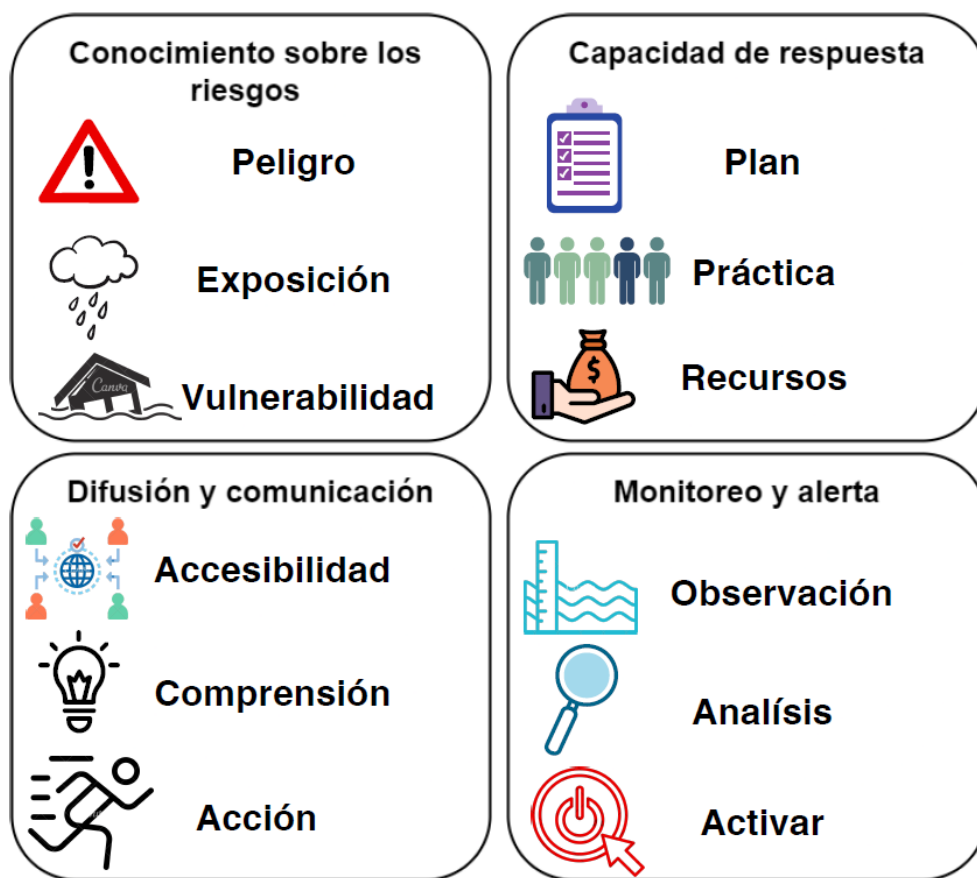 Conocimiento sobre los
riesgos
Peligro
Exposición
Canva
Vulnerabilidad
Capacidad de respuesta
Plan
Práctica
$
Recursos
Difusión y comunicación
Accesibilidad
Comprensión
Acción
Monitoreo y alerta
Observación
Analísis
Activar